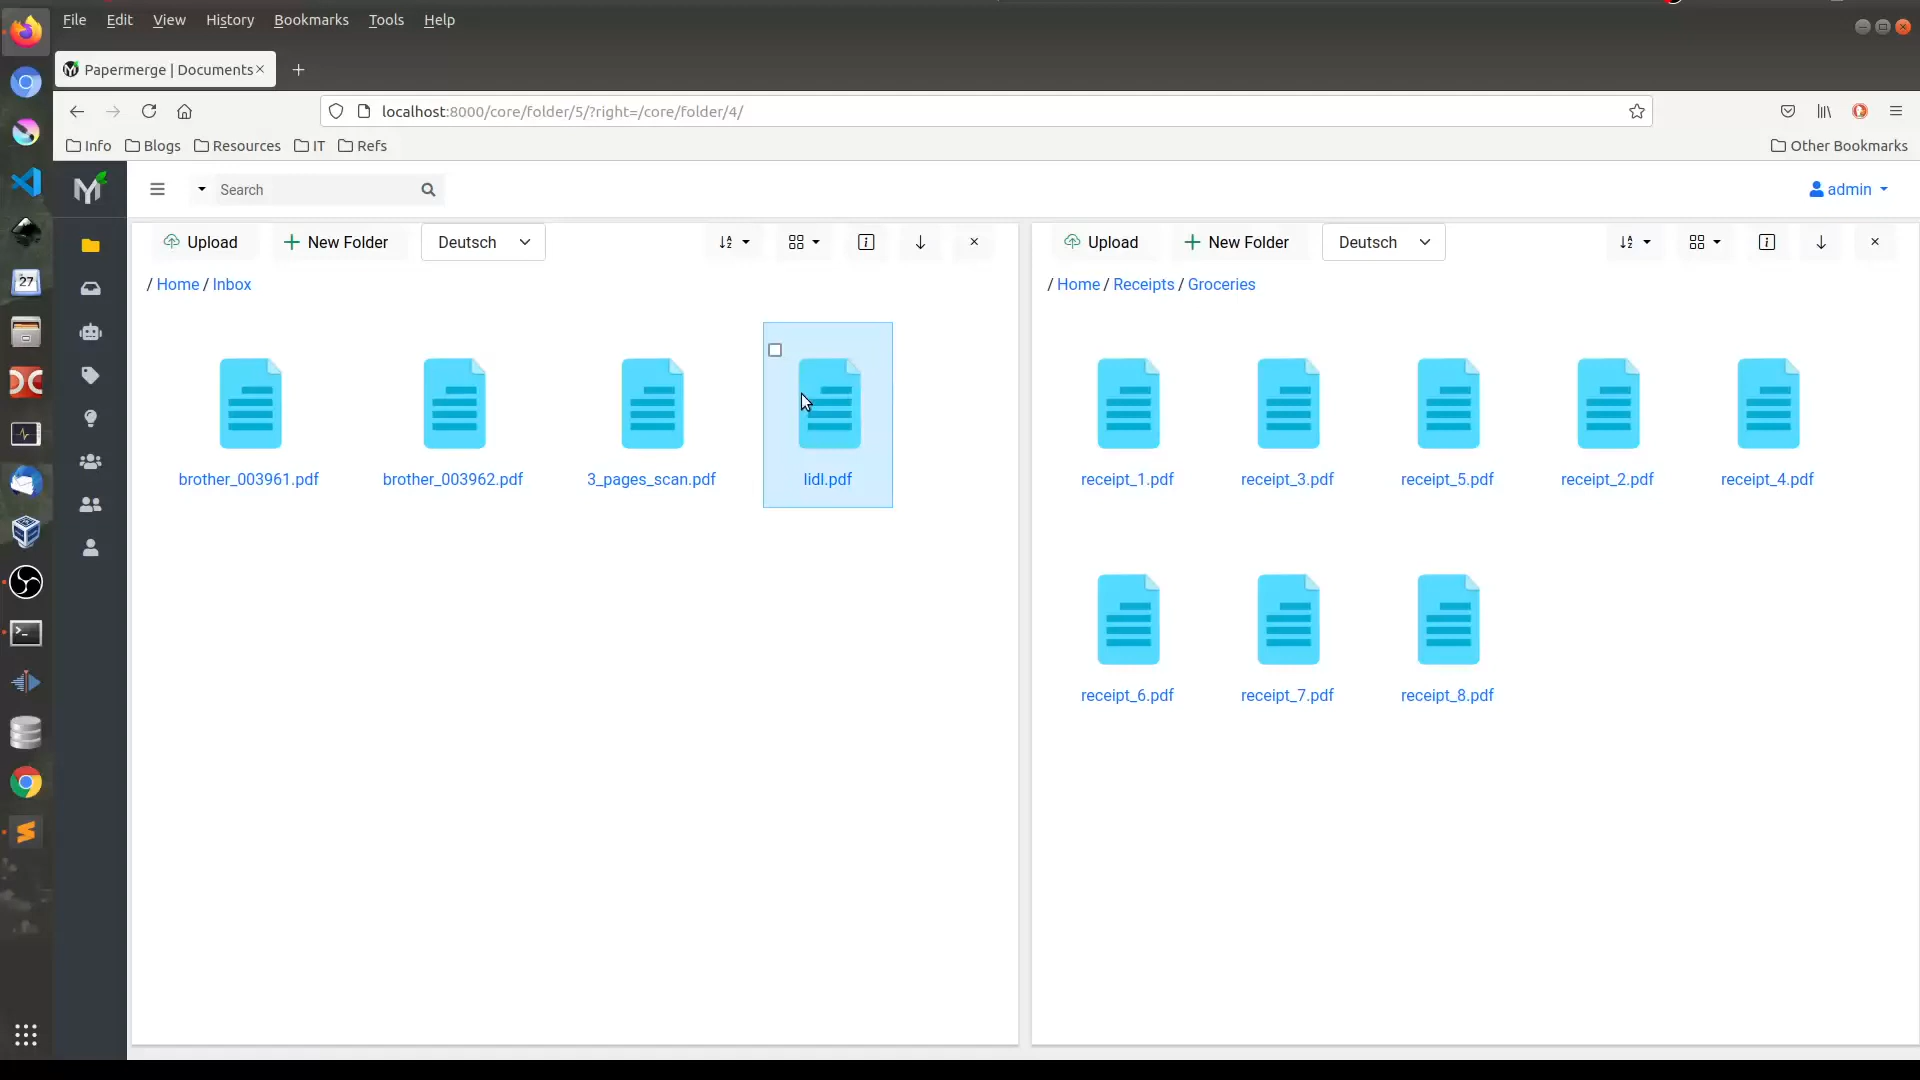 File Edit View History Bookmarks Tools Help
Papermerge | Documents
localhost:8000/core/folder/5/?right=/core/folder/4/
Info Blogs Resources IT Refs Other Bookmarks
Search admin
Upload New Folder Deutsch
/ Home / Inbox
brother_003961.pdf brother_003962.pdf 3_pages_scan.pdf lidl.pdf
Upload New Folder Deutsch
/ Home / Receipts / Groceries
receipt_1.pdf receipt_3.pdf receipt_5.pdf receipt_2.pdf receipt_4.pdf
receipt_6.pdf receipt_7.pdf receipt_8.pdf
27